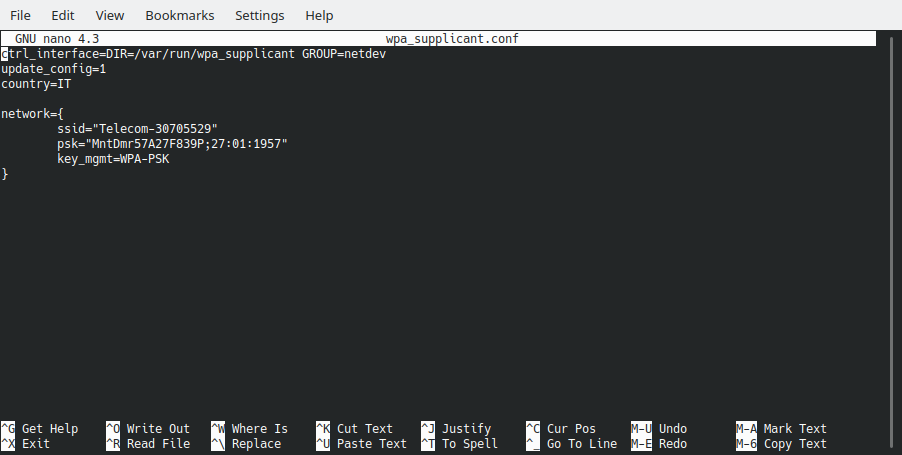 File Edit View Bookmarks Settings Help
GNU nano 4.3 wpa_supplicant.conf
ctrl_interface=DIR=/var/run/wpa_supplicant GROUP=netdev
update_config=1
country=IT
network={
ssid="Telecom-30705529"
psk="MntDmr57A27F839P;27:01:1957"
key_mgmt=WPA-PSK
}
^G Get Help ^O Write Out ^W Where Is ^K Cut Text ^J Justify ^C Cur Pos M-U Undo M-A Mark Text
^X Exit ^R Read File ^\ Replace ^U Paste Text ^T To Spell ^_ Go To Line M-E Redo M-6 Copy Text